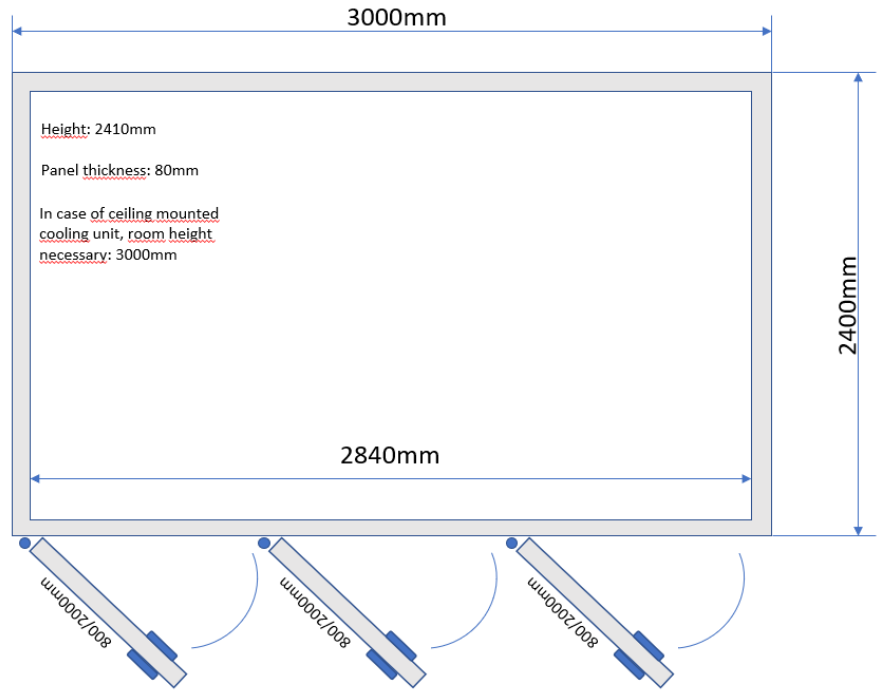 3000mm
Height: 2410mm
Panel thickness: 80mm
In case of ceiling mounted
cooling unit, room height
necessary: 3000mm
2400mm
2840mm
800/2000mm
800/2000mm
800/2000mm